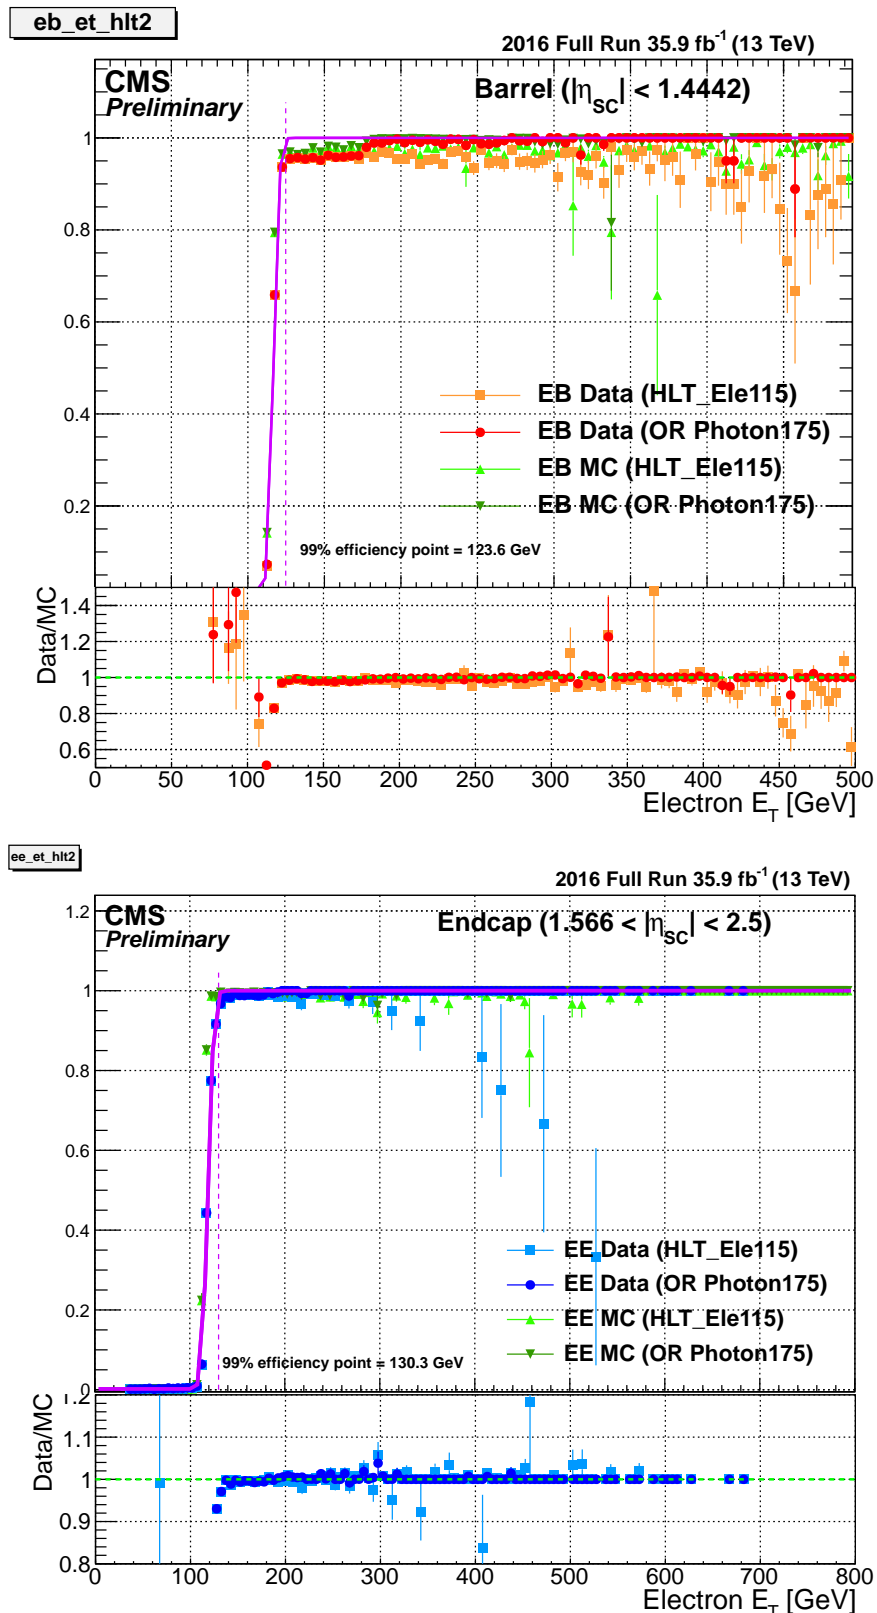 eb_et_hlt2
2016 Full Run 35.9 fb⁻¹ (13 TeV)
CMS
Preliminary
Barrel (|η_SC| < 1.4442)
1
0.8
0.6
0.4
0.2
EB Data (HLT_Ele115)
EB Data (OR Photon175)
EB MC (HLT_Ele115)
EB MC (OR Photon175)
99% efficiency point = 123.6 GeV
Data/MC
1.4
1.2
1
0.8
0.6
0 50 100 150 200 250 300 350 400 450 500
Electron E_T [GeV]
ee_et_hlt2
2016 Full Run 35.9 fb⁻¹ (13 TeV)
CMS
Preliminary
Endcap (1.566 < |η_SC| < 2.5)
1.2
1
0.8
0.6
0.4
0.2
0
EE Data (HLT_Ele115)
EE Data (OR Photon175)
EE MC (HLT_Ele115)
EE MC (OR Photon175)
99% efficiency point = 130.3 GeV
Data/MC
1.2
1.1
1
0.9
0.8
0 100 200 300 400 500 600 700 800
Electron E_T [GeV]